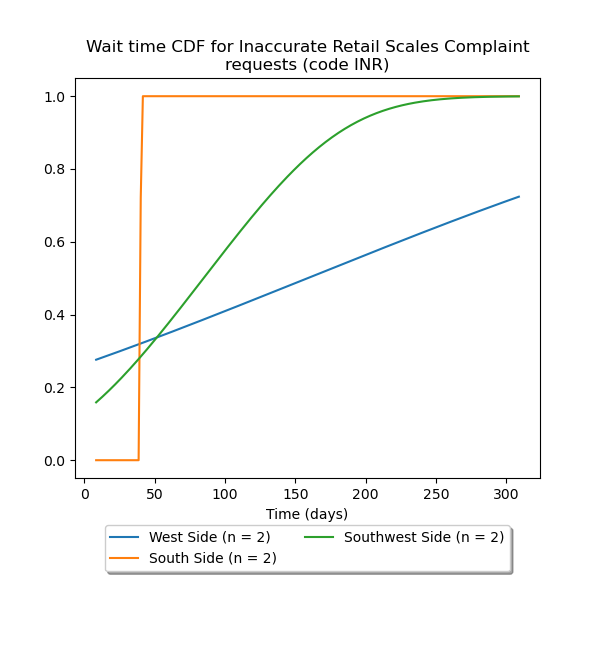 Wait time CDF for Inaccurate Retail Scales Complaint
requests (code INR)
1.0
0.8
0.6
0.4
0.2
0.0
0 50 100 150 200 250 300
Time (days)
West Side (n = 2) Southwest Side (n = 2)
South Side (n = 2)